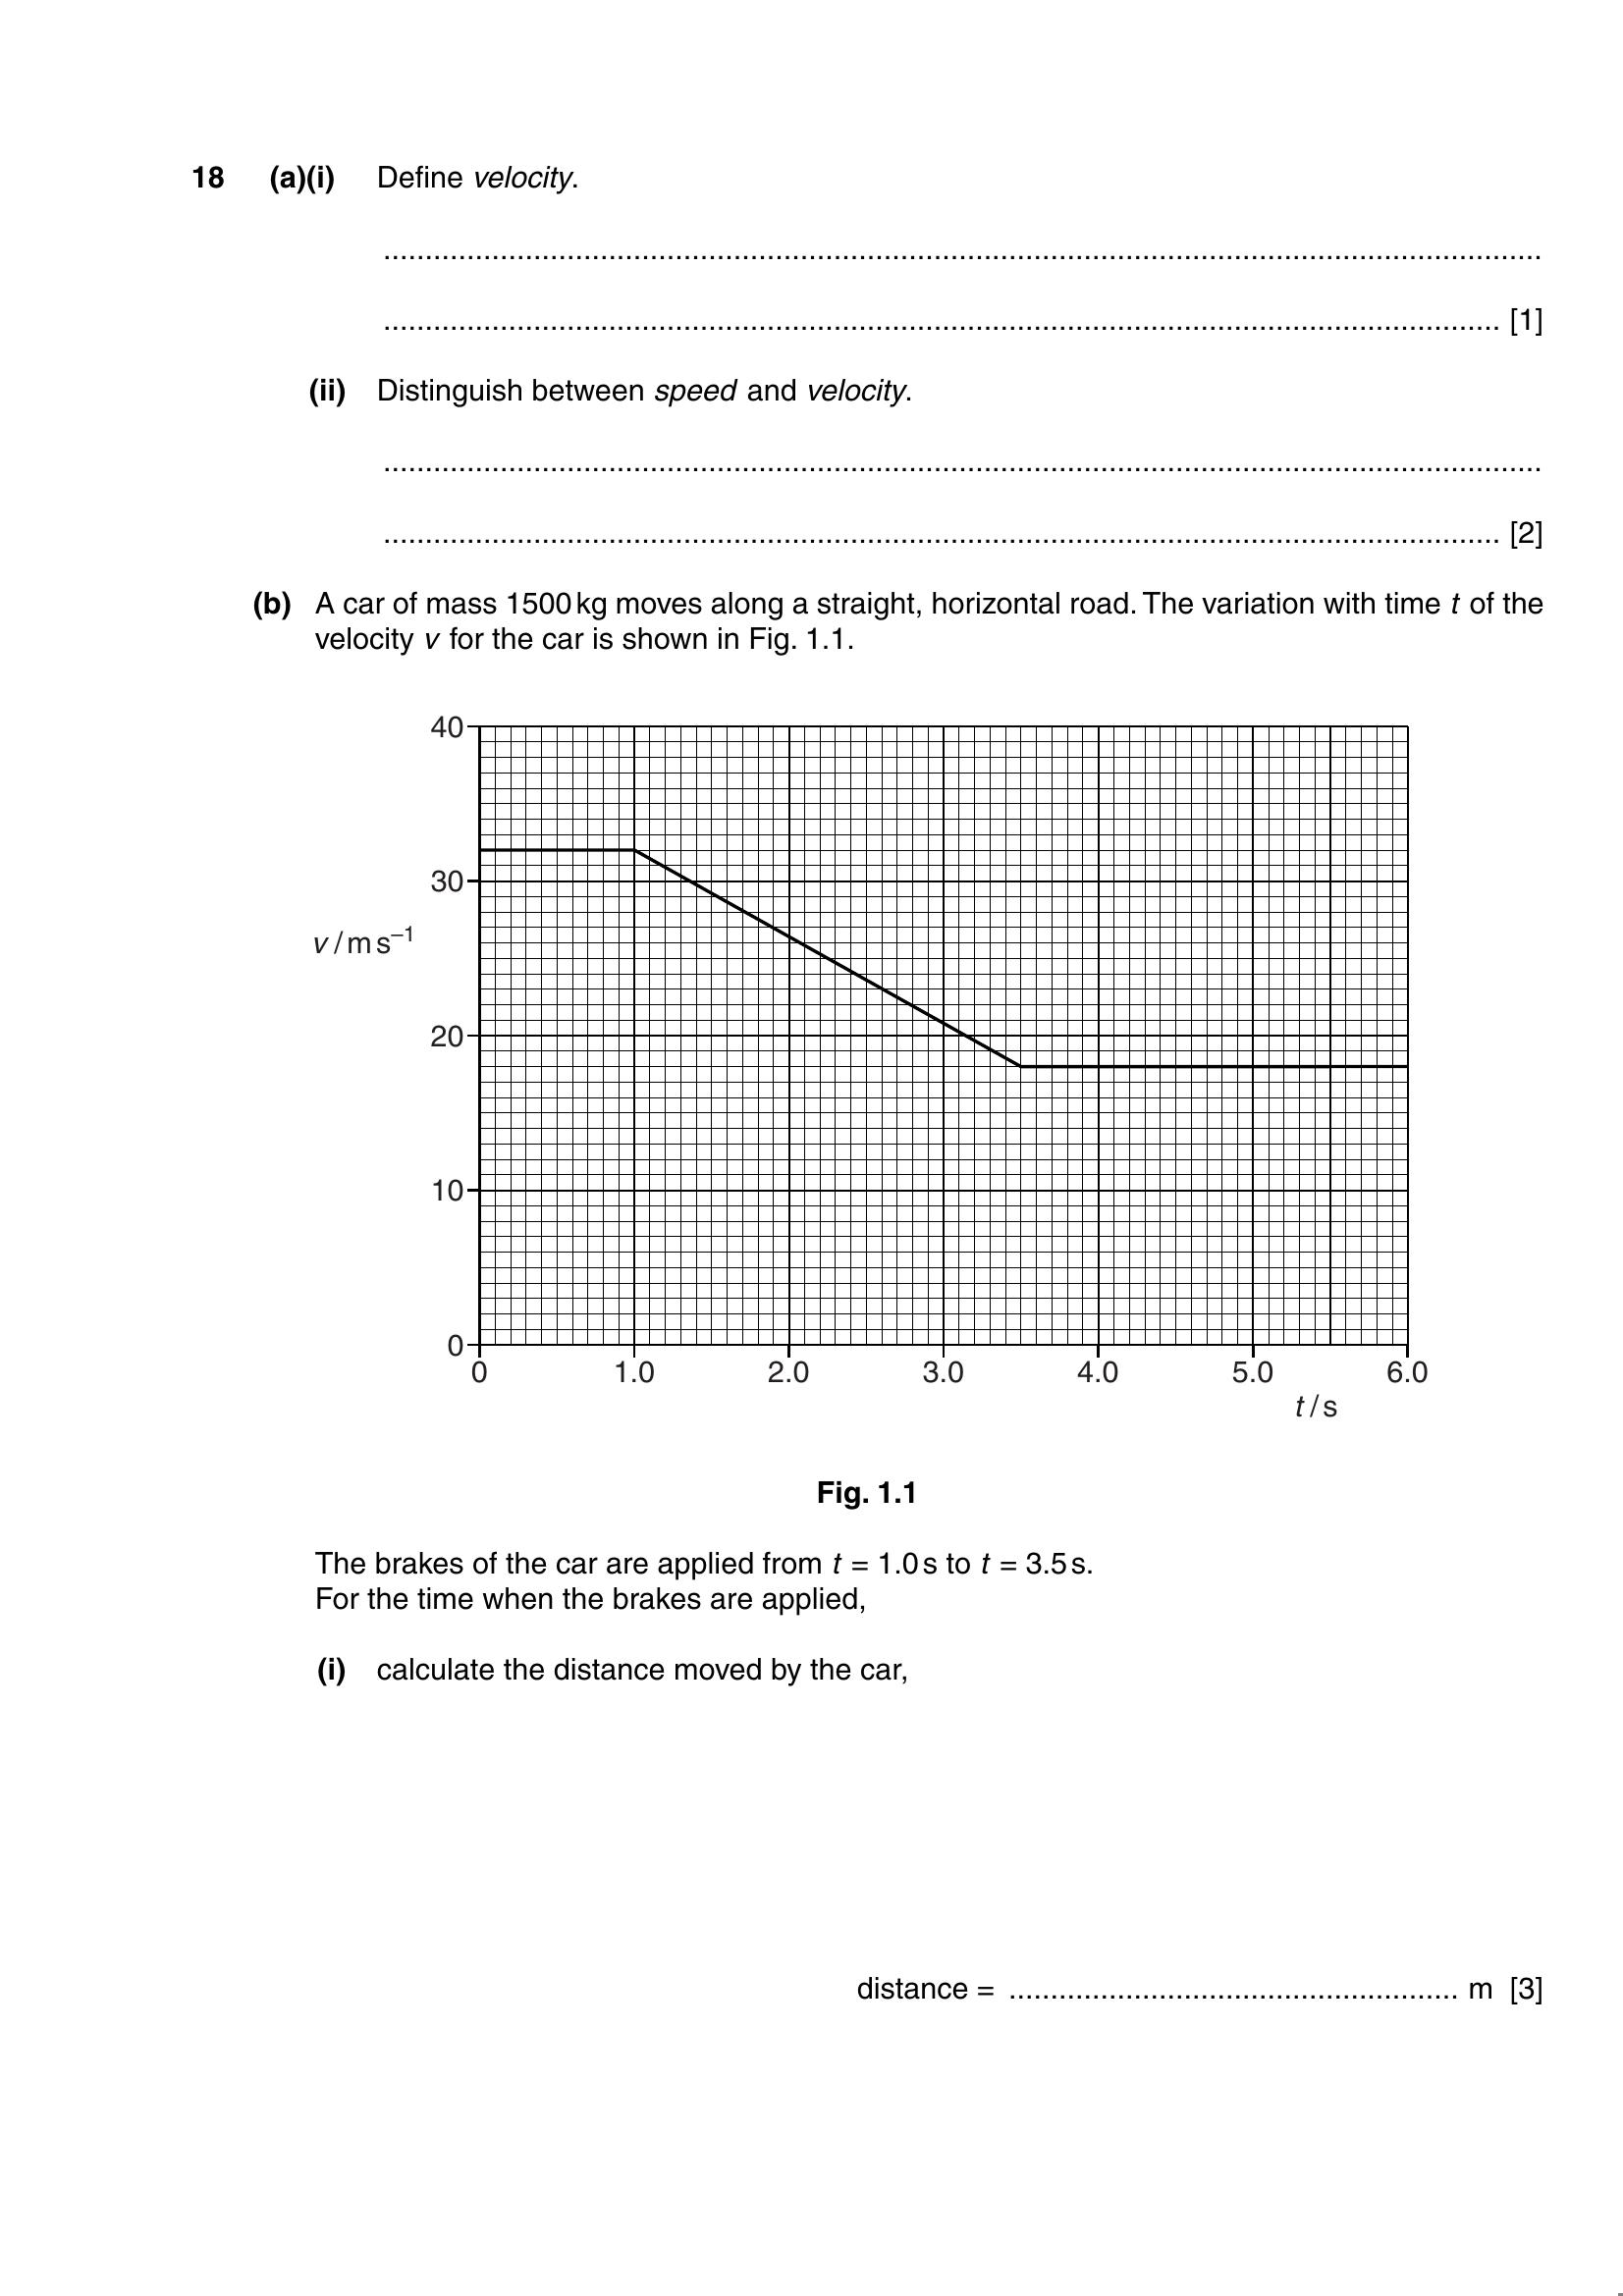 18 (a)(i) Define velocity.
....................................................................................................................................
............................................................................................................................... [1]
(ii) Distinguish between speed and velocity.
....................................................................................................................................
............................................................................................................................... [2]
(b) A car of mass 1500 kg moves along a straight, horizontal road. The variation with time t of the
velocity v for the car is shown in Fig. 1.1.
40
30
v / m s⁻¹
20
10
0
0 1.0 2.0 3.0 4.0 5.0 6.0
t / s
Fig. 1.1
The brakes of the car are applied from t = 1.0 s to t = 3.5 s.
For the time when the brakes are applied,
(i) calculate the distance moved by the car,
distance = ..................................................... m [3]